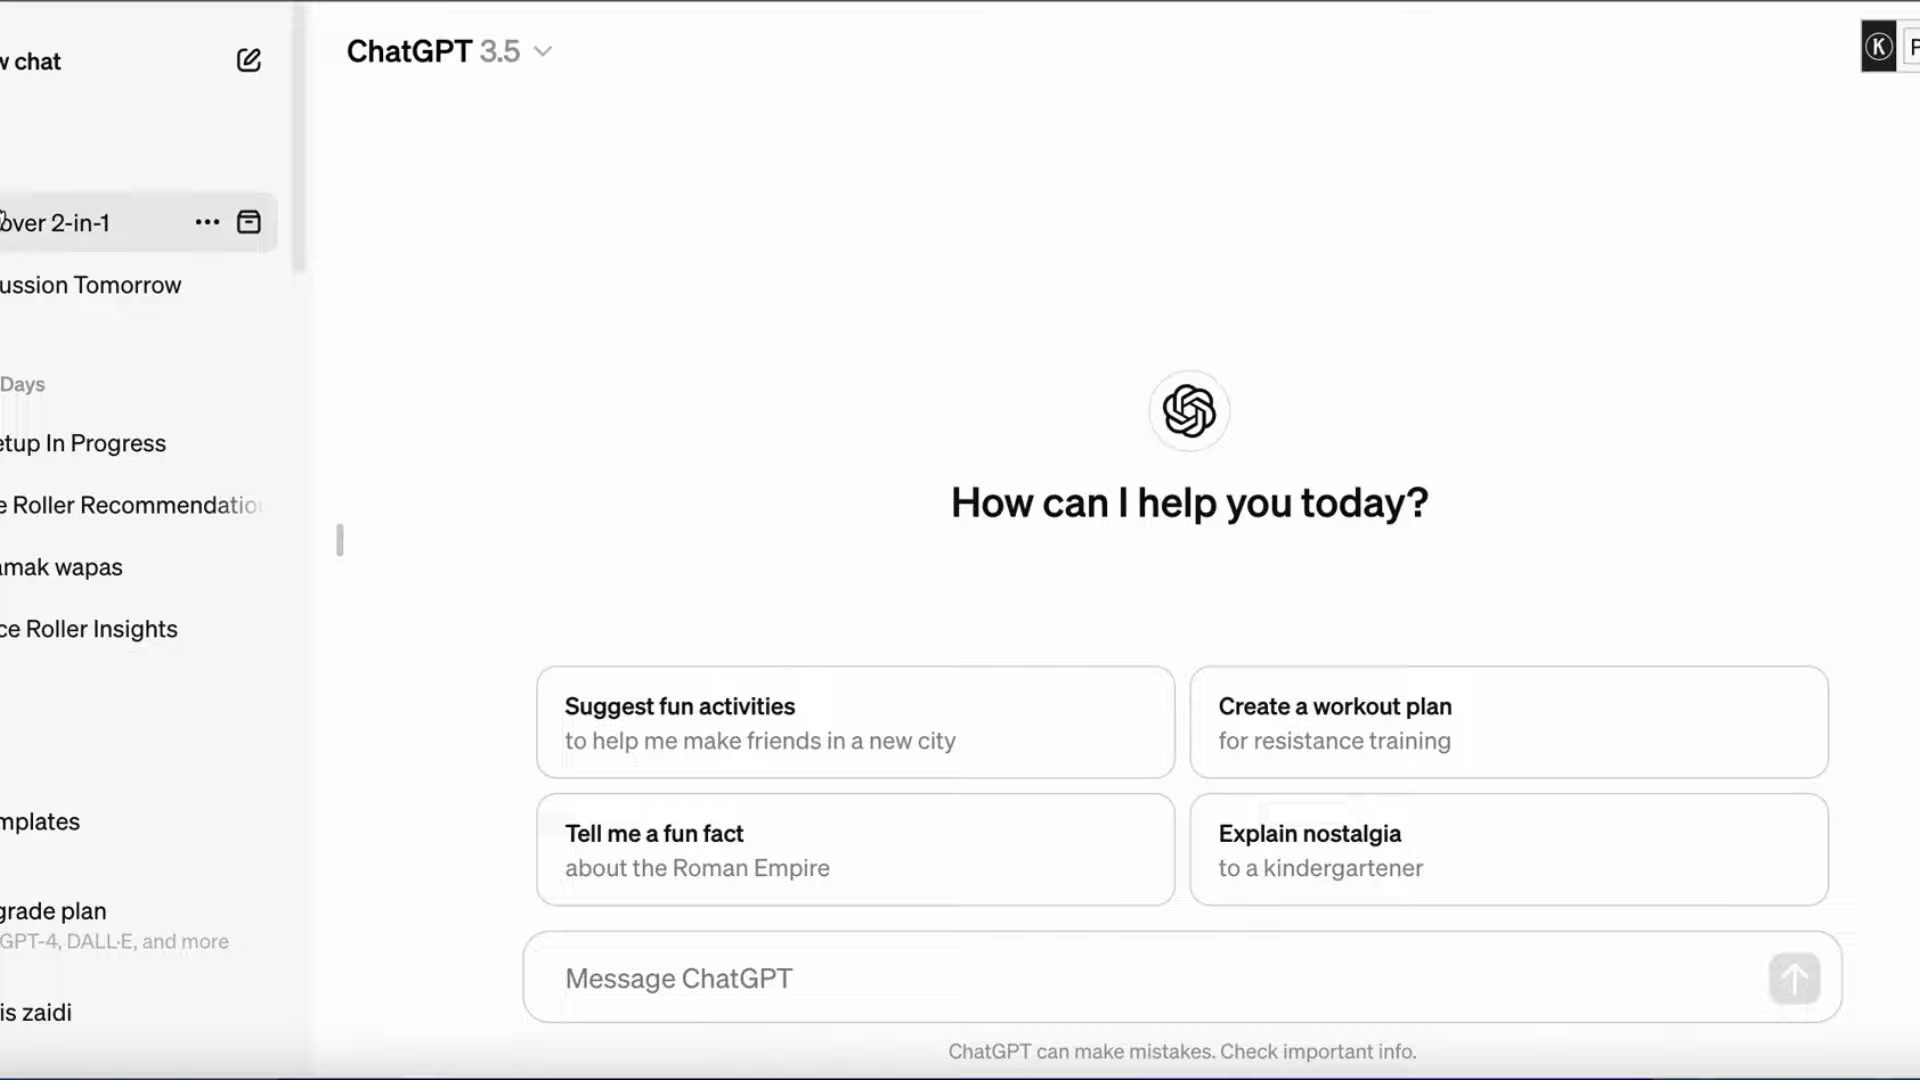 w chat
ChatGPT 3.5
K
over 2-in-1
ussion Tomorrow
Days
etup In Progress
e Roller Recommendatio
amak wapas
ce Roller Insights
How can I help you today?
Suggest fun activities
to help me make friends in a new city
Create a workout plan
for resistance training
Tell me a fun fact
about the Roman Empire
Explain nostalgia
to a kindergartener
mplates
grade plan
GPT-4, DALL·E, and more
is zaidi
Message ChatGPT
ChatGPT can make mistakes. Check important info.